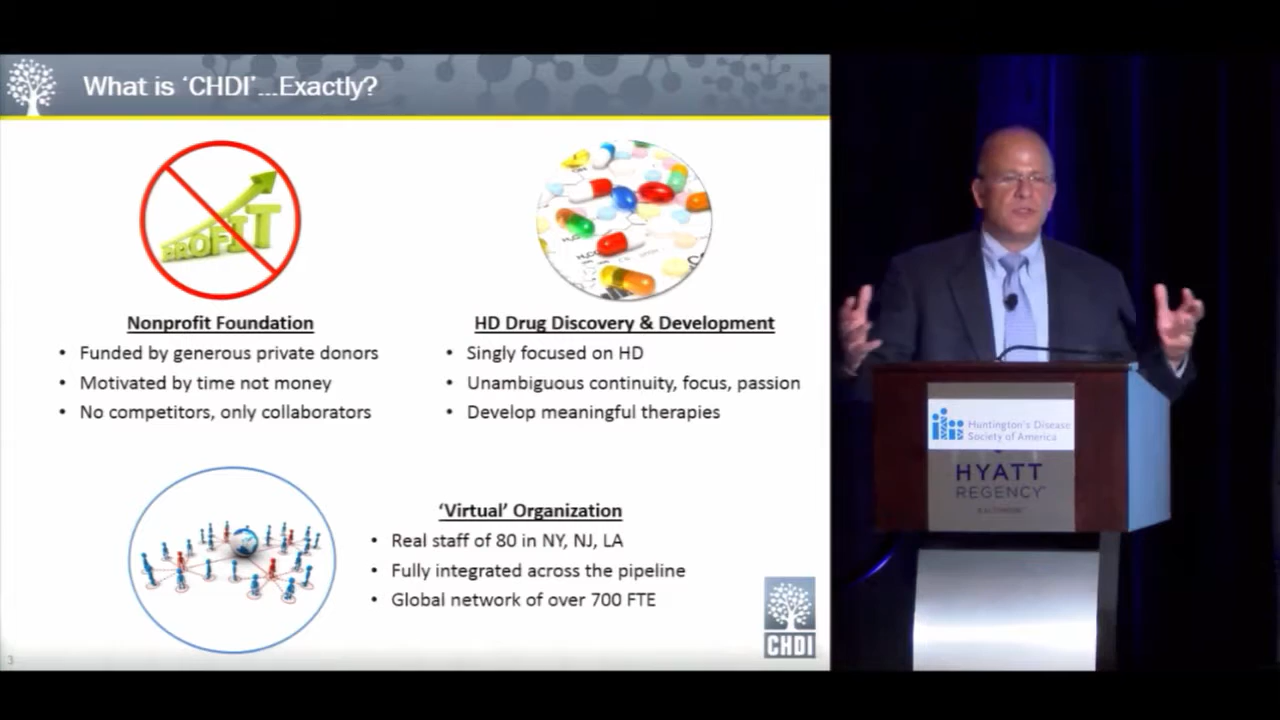 What is ‘CHDI’...Exactly?
PROFIT
Nonprofit Foundation
• Funded by generous private donors
• Motivated by time not money
• No competitors, only collaborators
HD Drug Discovery & Development
• Singly focused on HD
• Unambiguous continuity, focus, passion
• Develop meaningful therapies
‘Virtual’ Organization
• Real staff of 80 in NY, NJ, LA
• Fully integrated across the pipeline
• Global network of over 700 FTE
CHDI
3
Huntington's Disease
Society of America
HYATT
REGENCY